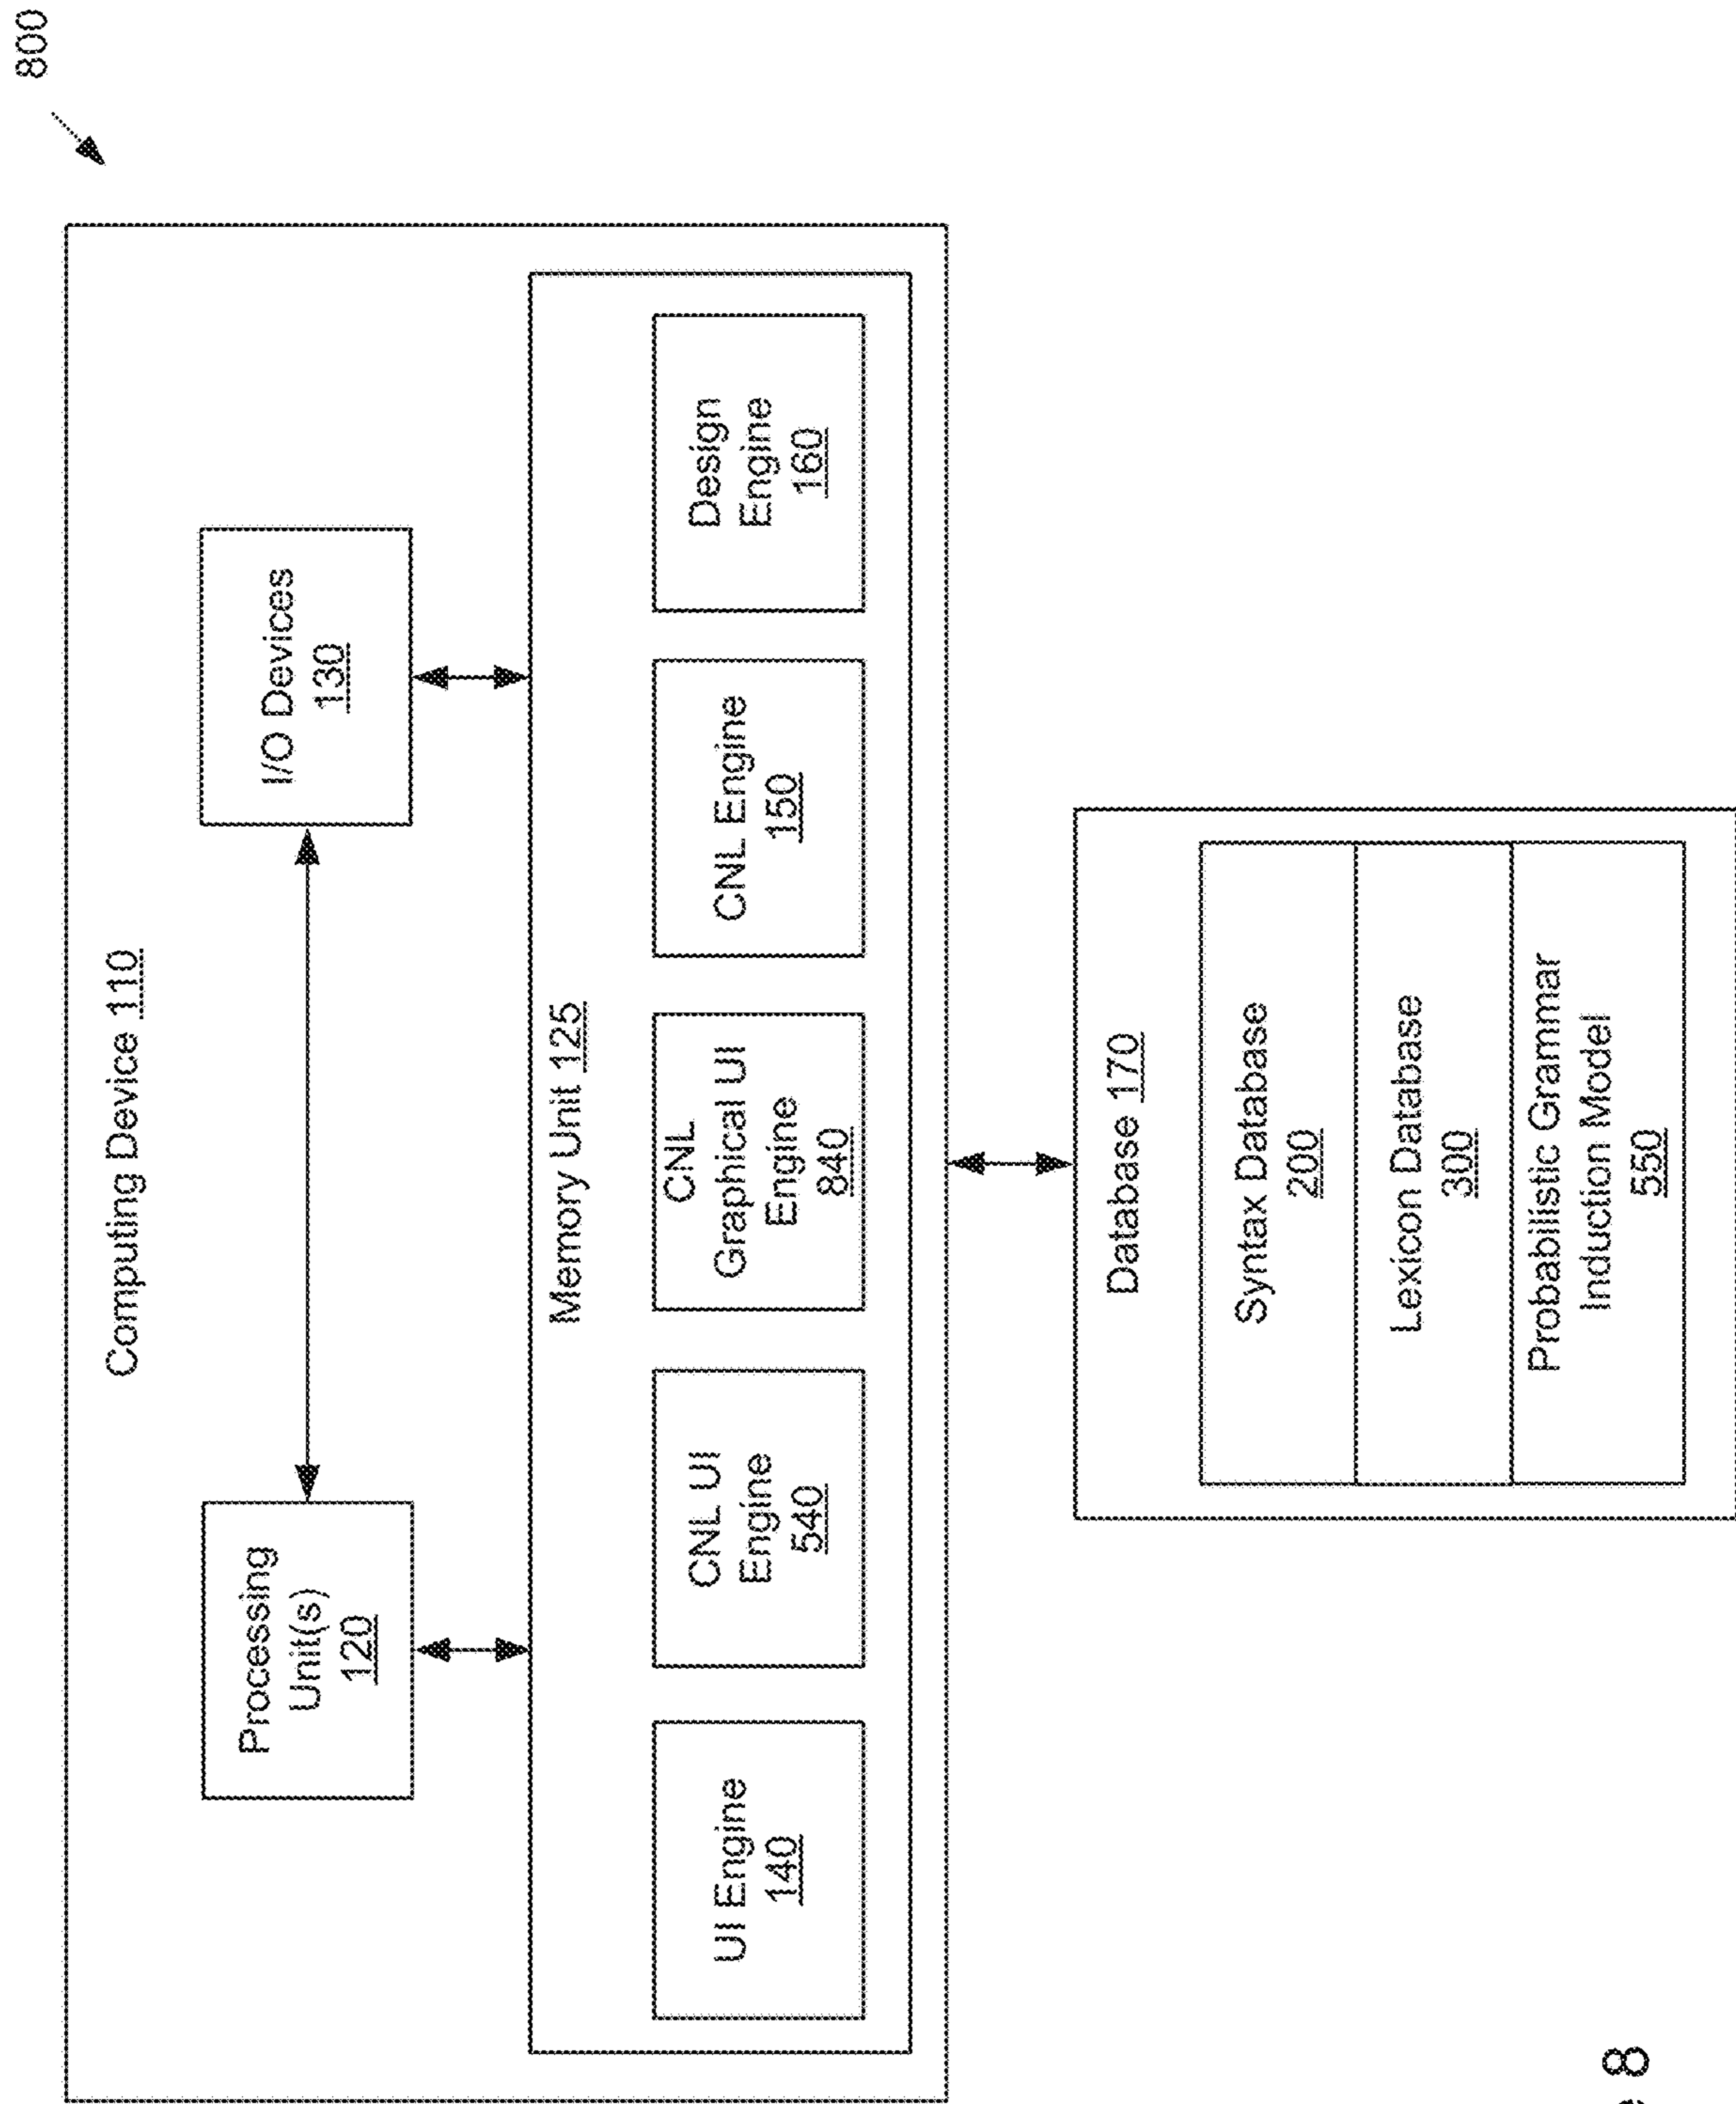 800
Computing Device 110
Processing
Unit(s)
120
I/O Devices
130
Memory Unit 125
UI Engine
140
CNL UI
Engine
540
CNL
Graphical UI
Engine
840
CNL Engine
150
Design
Engine
160
Database 170
Syntax Database
200
Lexicon Database
300
Probabilistic Grammar
Induction Model
550
8